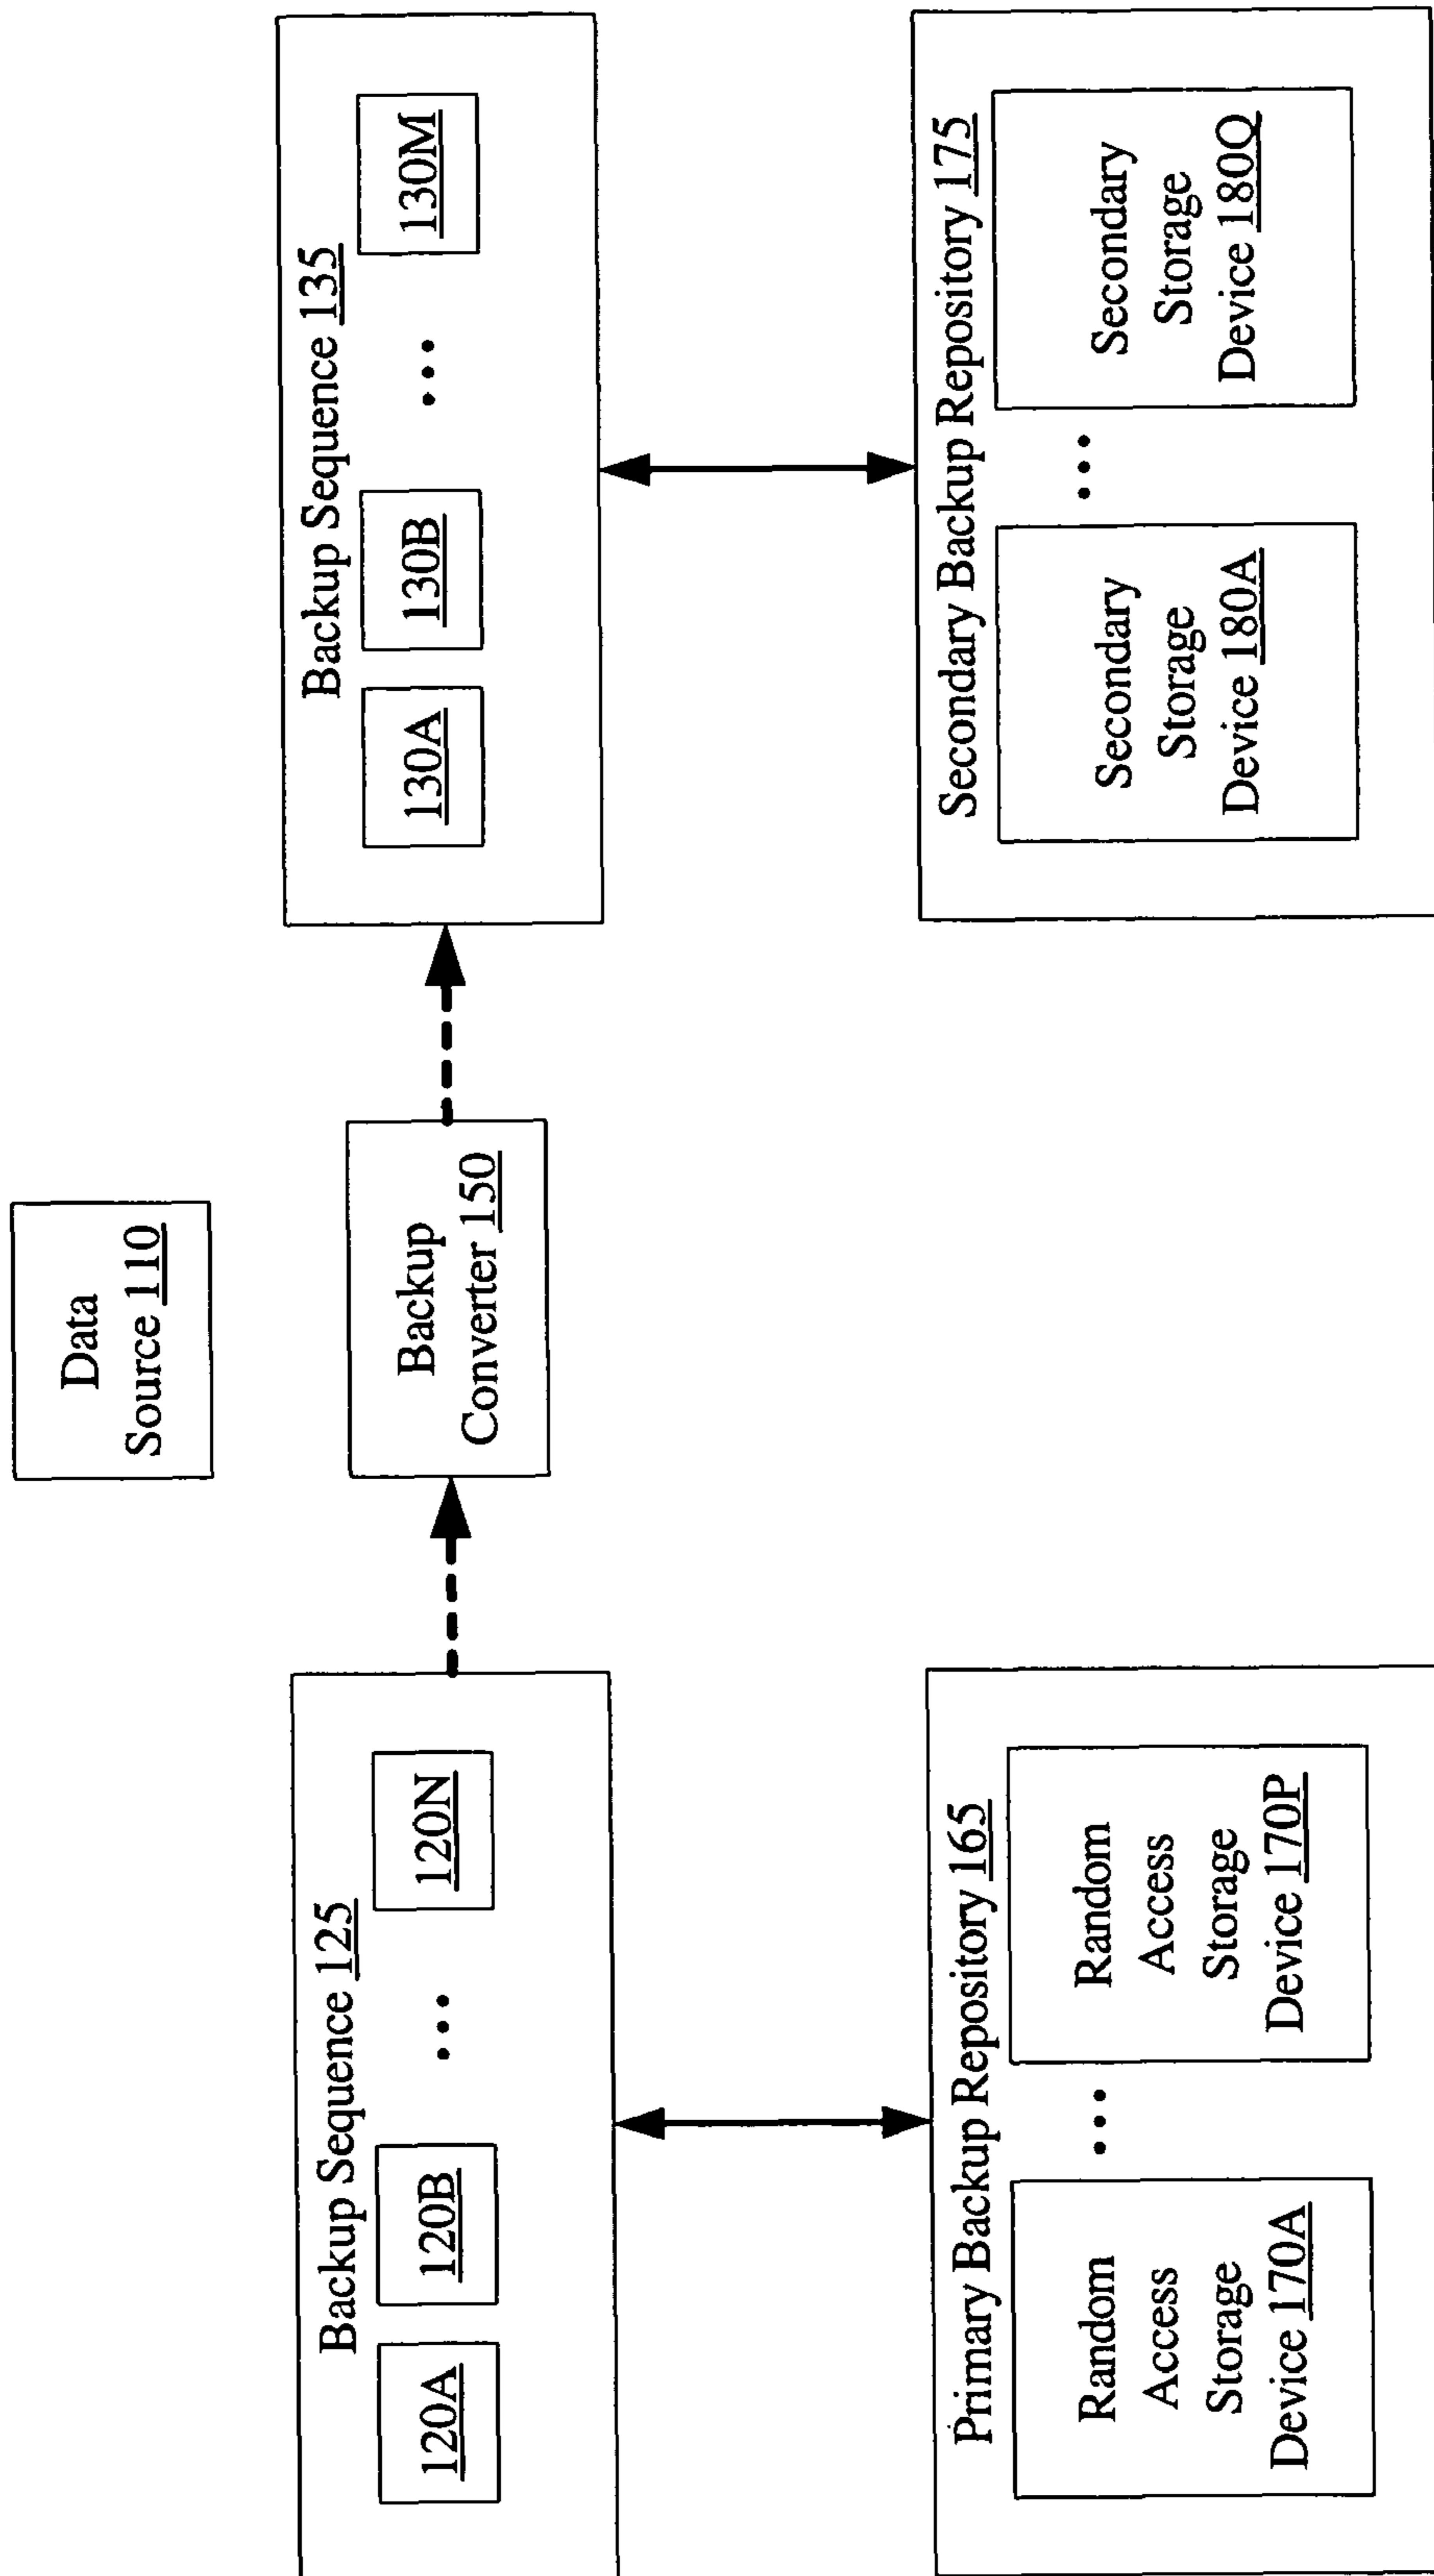 Data
Source 110
Backup Sequence 125
120A
120B
...
120N
Backup
Converter 150
Backup Sequence 135
130A
130B
...
130M
Primary Backup Repository 165
Random
Access
Storage
Device 170A
...
Random
Access
Storage
Device 170P
Secondary Backup Repository 175
Secondary
Storage
Device 180A
...
Secondary
Storage
Device 180Q